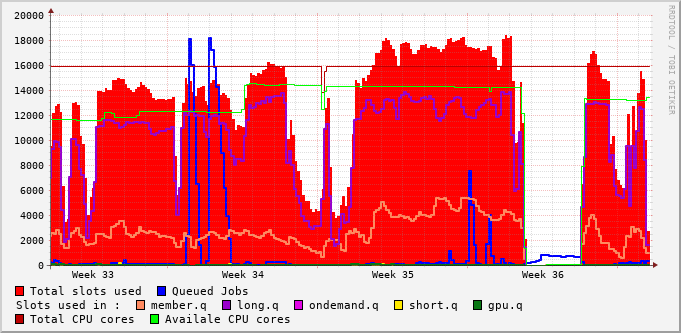 20000
18000
16000
14000
12000
10000
8000
6000
4000
2000
0
Week 33 Week 34 Week 35 Week 36
RRDTOOL / TOBI OETIKER
Total slots used Queued Jobs
Slots used in : member.q long.q ondemand.q short.q gpu.q
Total CPU cores Availale CPU cores